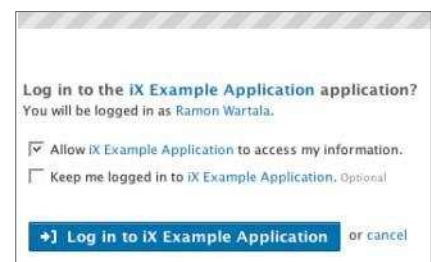 Log in to the iX Example Application application?
You will be logged in as Ramon Wartala.
Allow iX Example Application to access my information.
Keep me logged in to iX Example Application. Optional
Log in to iX Example Application or cancel